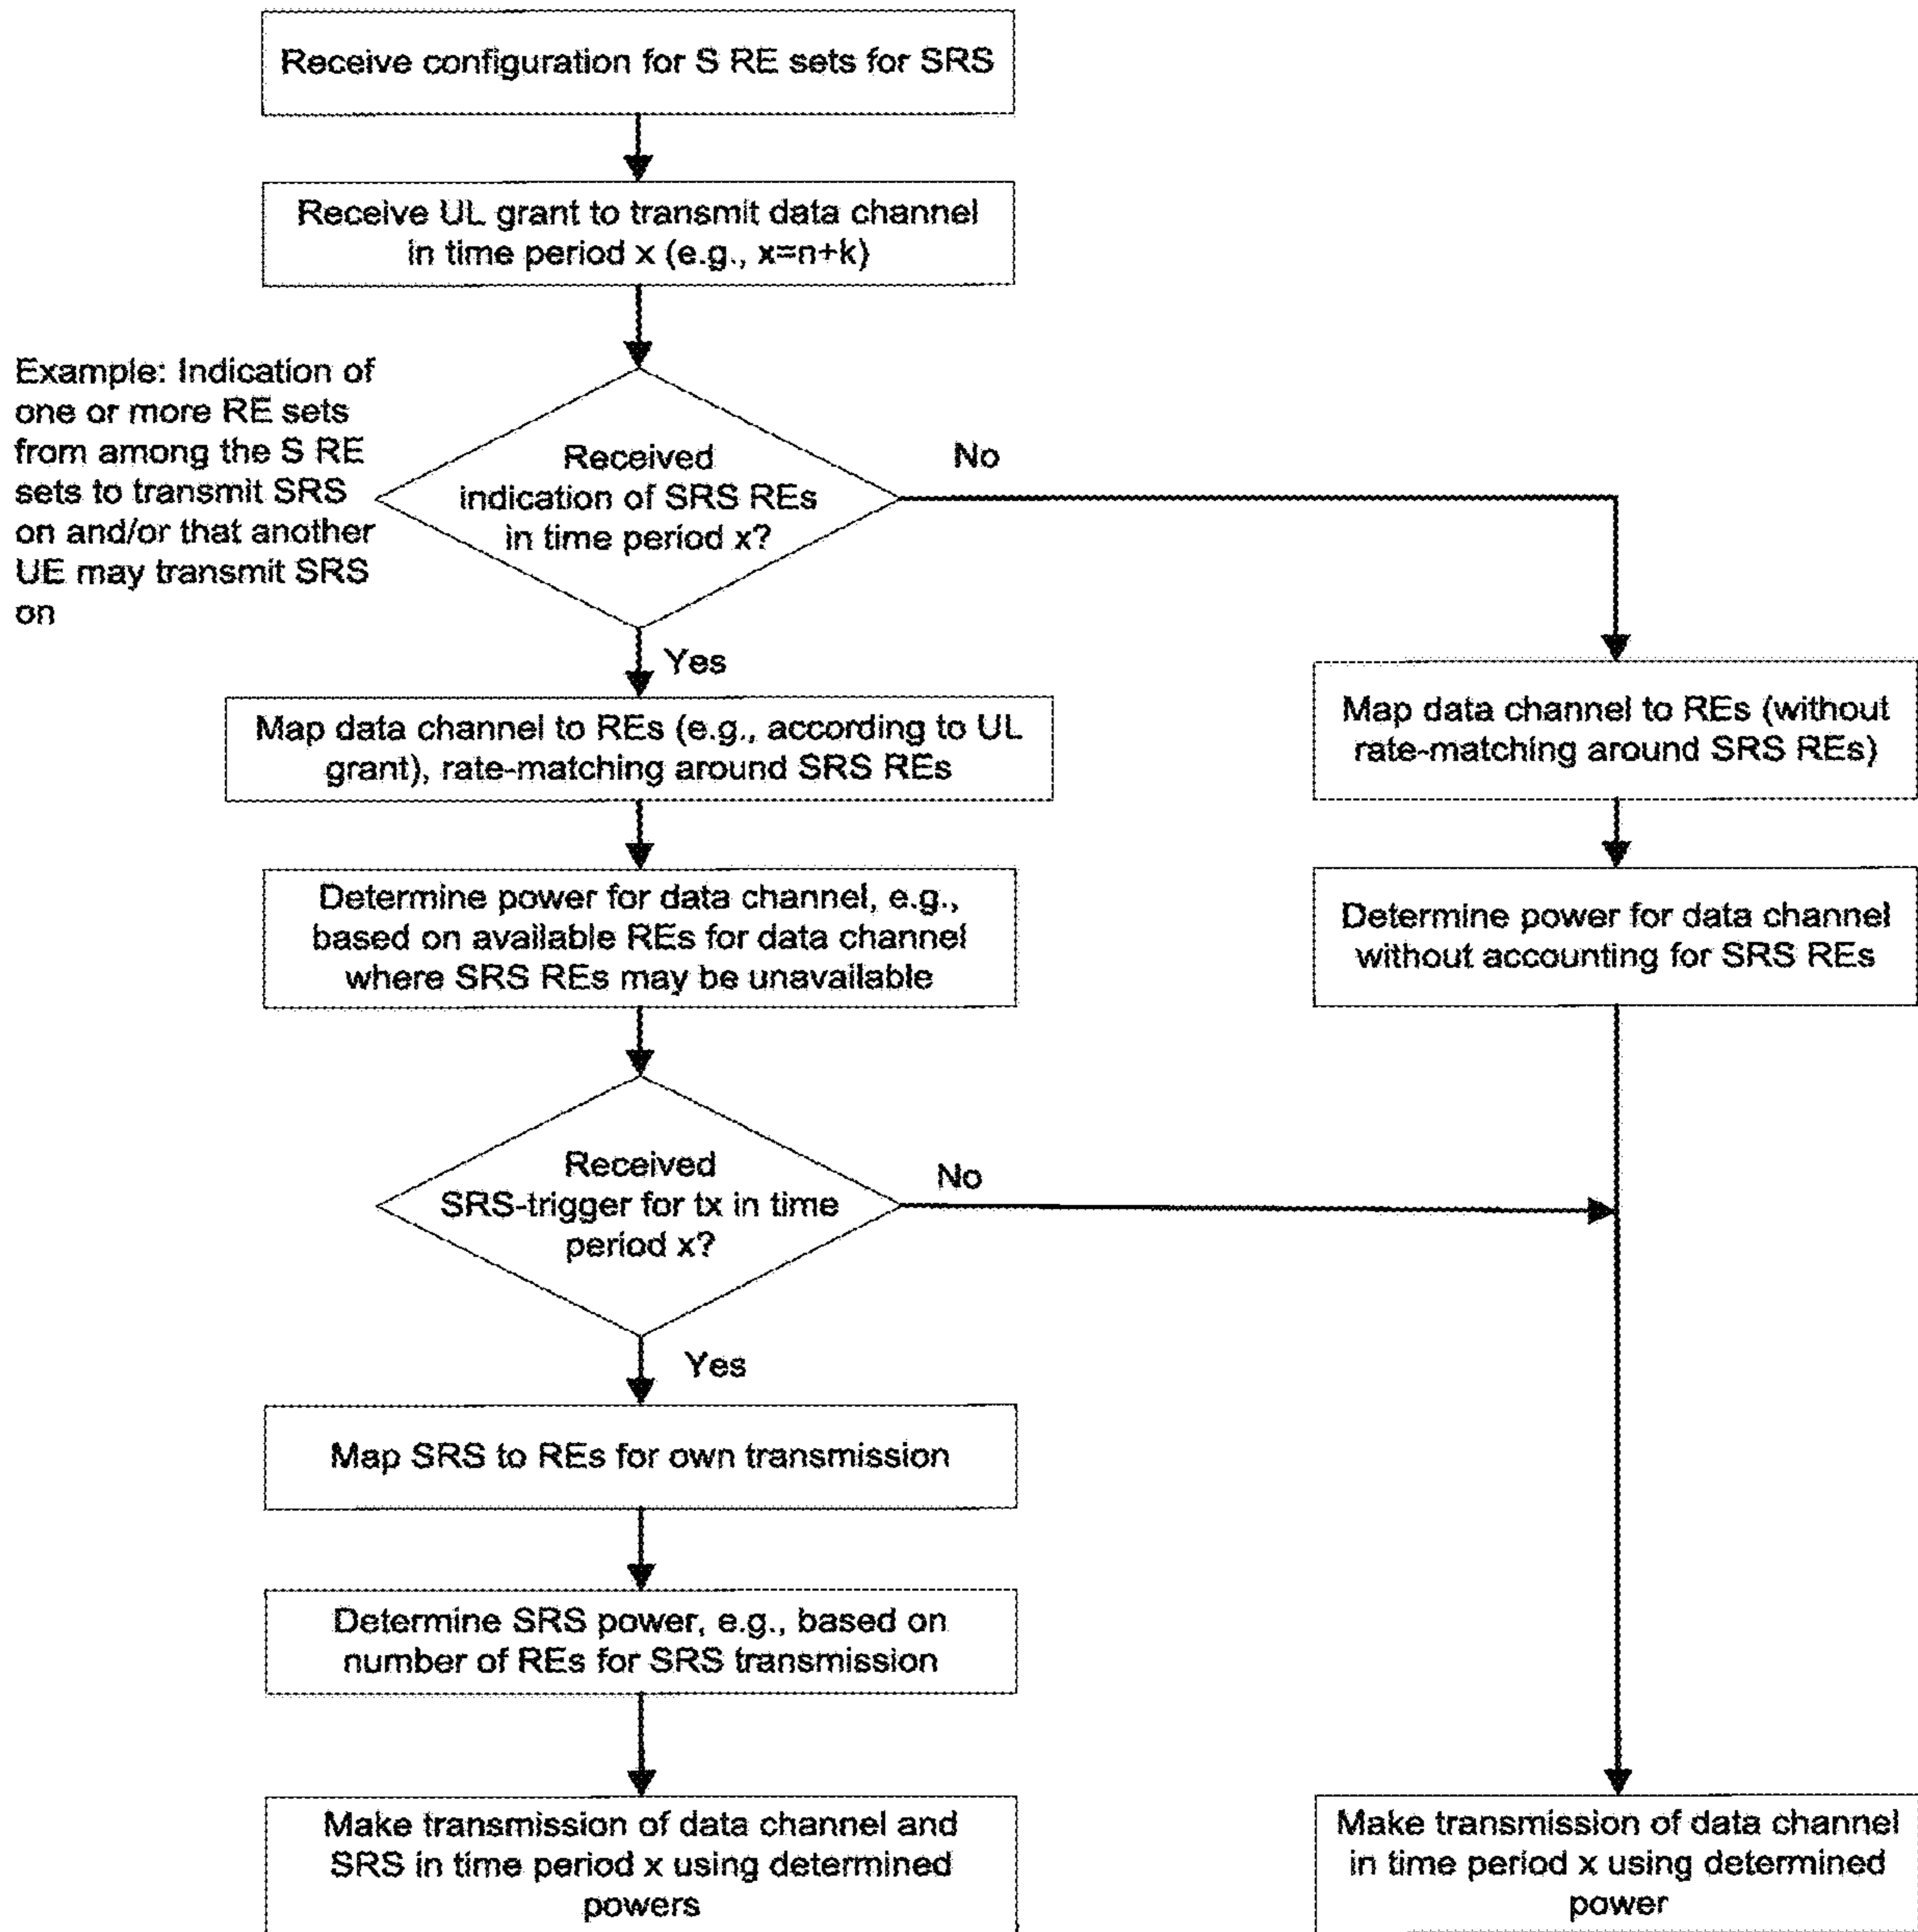 Receive configuration for S RE sets for SRS
Receive UL grant to transmit data channel
in time period x (e.g., x=n+k)
Example: Indication of
one or more RE sets
from among the S RE
sets to transmit SRS
on and/or that another
UE may transmit SRS
on
Received
indication of SRS REs
in time period x?
No
Yes
Map data channel to REs (e.g., according to UL
grant), rate-matching around SRS REs
Map data channel to REs (without
rate-matching around SRS REs)
Determine power for data channel, e.g.,
based on available REs for data channel
where SRS REs may be unavailable
Determine power for data channel
without accounting for SRS REs
Received
SRS-trigger for tx in time
period x?
No
Yes
Map SRS to REs for own transmission
Determine SRS power, e.g., based on
number of REs for SRS transmission
Make transmission of data channel and
SRS in time period x using determined
powers
Make transmission of data channel
in time period x using determined
power